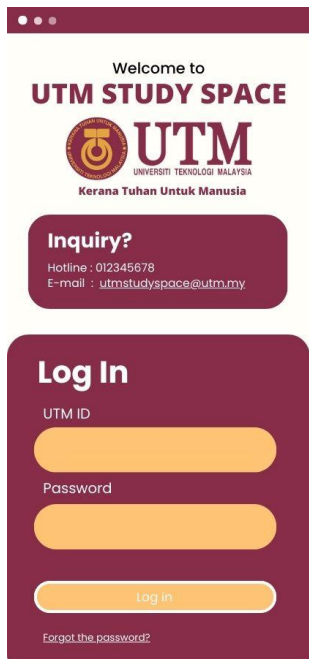 Welcome to
UTM STUDY SPACE
UTM
UNIVERSITI TEKNOLOGI MALAYSIA
Kerana Tuhan Untuk Manusia
Inquiry?
Hotline : 012345678
E-mail : utmstudyspace@utm.my
Log In
UTM ID
Password
Log in
Forgot the password?